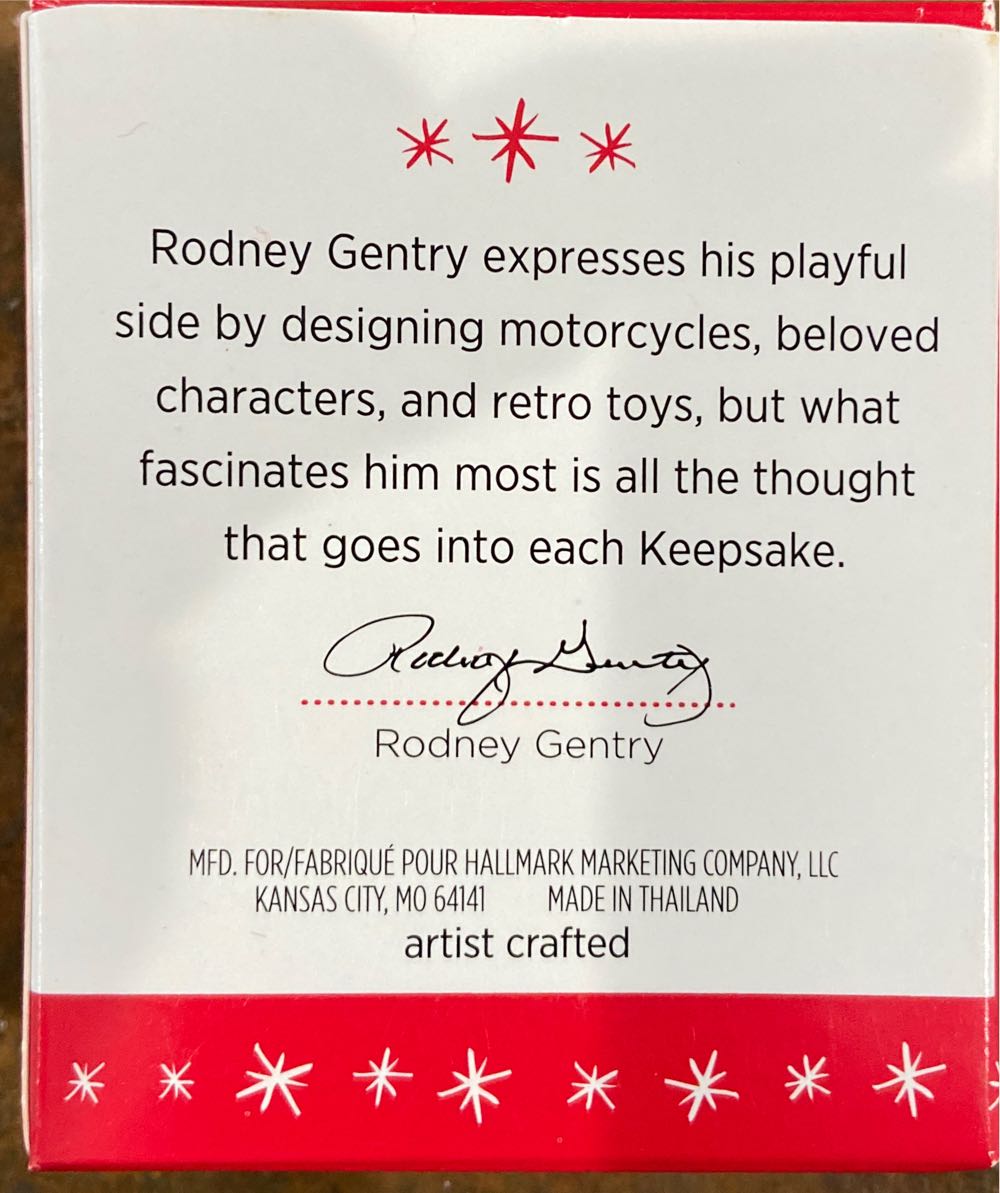 Rodney Gentry expresses his playful
side by designing motorcycles, beloved
characters, and retro toys, but what
fascinates him most is all the thought
that goes into each Keepsake.
Rodney Gentry
Rodney Gentry
MFD. FOR/FABRIQUÉ POUR HALLMARK MARKETING COMPANY, LLC
KANSAS CITY, MO 64141 MADE IN THAILAND
artist crafted